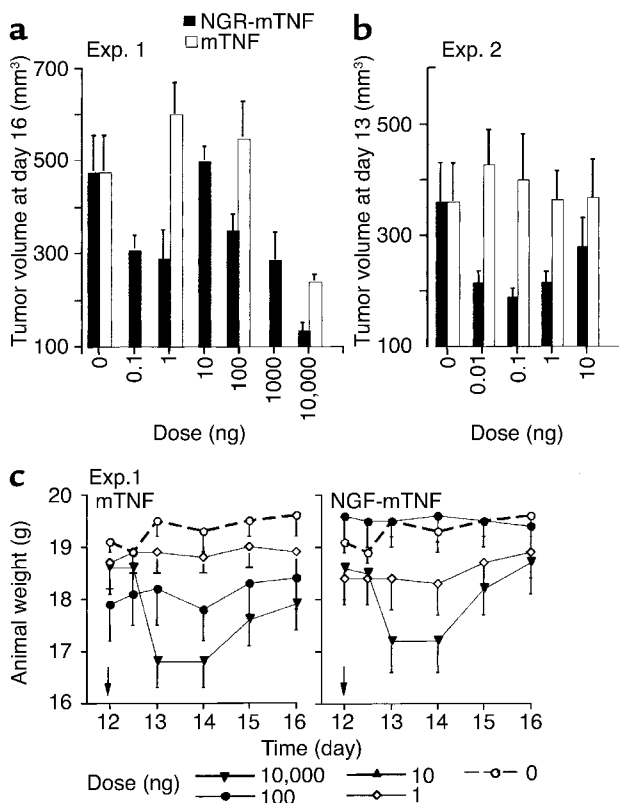 a
Exp. 1
NGR-mTNF
mTNF
Tumor volume at day 16 (mm3)
700
500
300
100
0
0.1
1
10
100
1000
10,000
Dose (ng)
b
Exp. 2
Tumor volume at day 13 (mm3)
500
300
100
0
0.01
0.1
1
10
Dose (ng)
c
Exp.1
mTNF
NGF-mTNF
Animal weight (g)
20
19
18
17
16
12 13 14 15 16
12 13 14 15 16
Time (day)
Dose (ng)
10,000
10
0
100
1